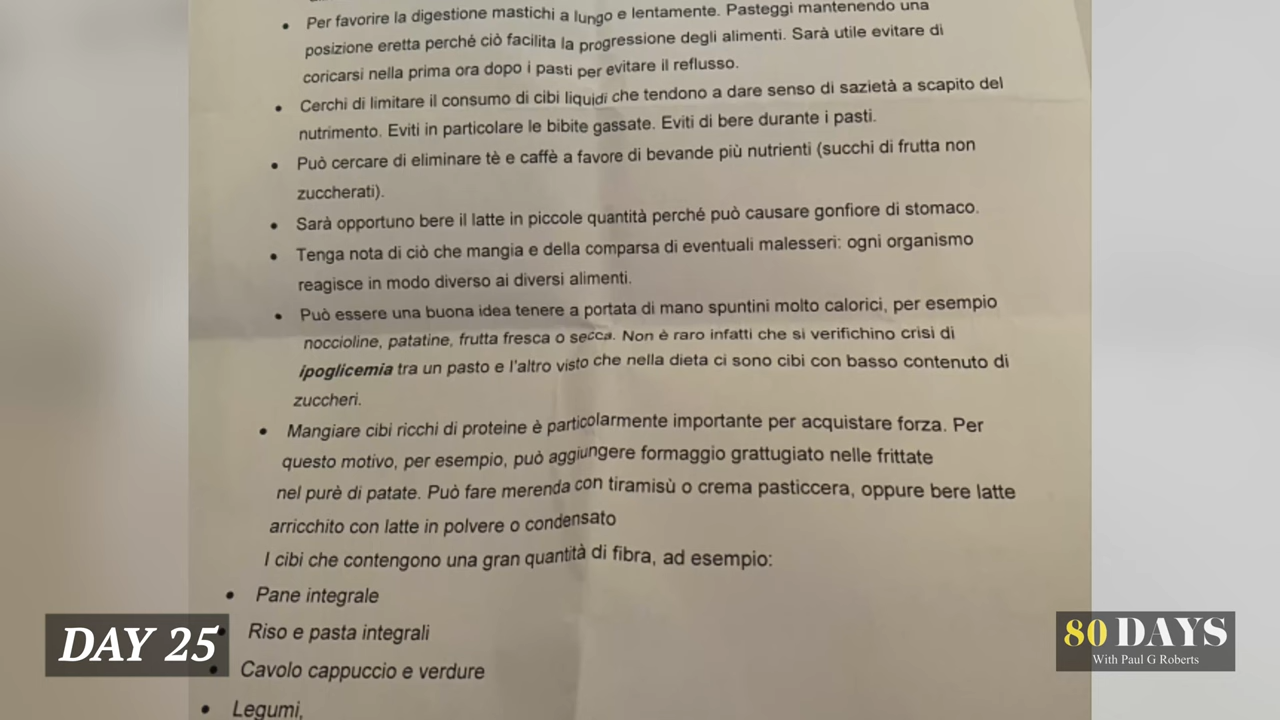 • Per favorire la digestione mastichi a lungo e lentamente. Pasteggi mantenendo una
posizione eretta perché ciò facilita la progressione degli alimenti. Sarà utile evitare di
coricarsi nella prima ora dopo i pasti per evitare il reflusso.
• Cerchi di limitare il consumo di cibi liquidi che tendono a dare senso di sazietà a scapito del
nutrimento. Eviti in particolare le bibite gassate. Eviti di bere durante i pasti.
• Può cercare di eliminare tè e caffè a favore di bevande più nutrienti (succhi di frutta non
zuccherati).
• Sarà opportuno bere il latte in piccole quantità perché può causare gonfiore di stomaco.
• Tenga nota di ciò che mangia e della comparsa di eventuali malesseri: ogni organismo
reagisce in modo diverso ai diversi alimenti.
• Può essere una buona idea tenere a portata di mano spuntini molto calorici, per esempio
noccioline, patatine, frutta fresca o secca. Non è raro infatti che si verifichino crisi di
ipoglicemia tra un pasto e l'altro visto che nella dieta ci sono cibi con basso contenuto di
zuccheri.
• Mangiare cibi ricchi di proteine è particolarmente importante per acquistare forza. Per
questo motivo, per esempio, può aggiungere formaggio grattugiato nelle frittate
nel purè di patate. Può fare merenda con tiramisù o crema pasticcera, oppure bere latte
arricchito con latte in polvere o condensato
I cibi che contengono una gran quantità di fibra, ad esempio:
• Pane integrale
• Riso e pasta integrali
• Cavolo cappuccio e verdure
• Legumi,
DAY 25
80 DAYS
With Paul G Roberts